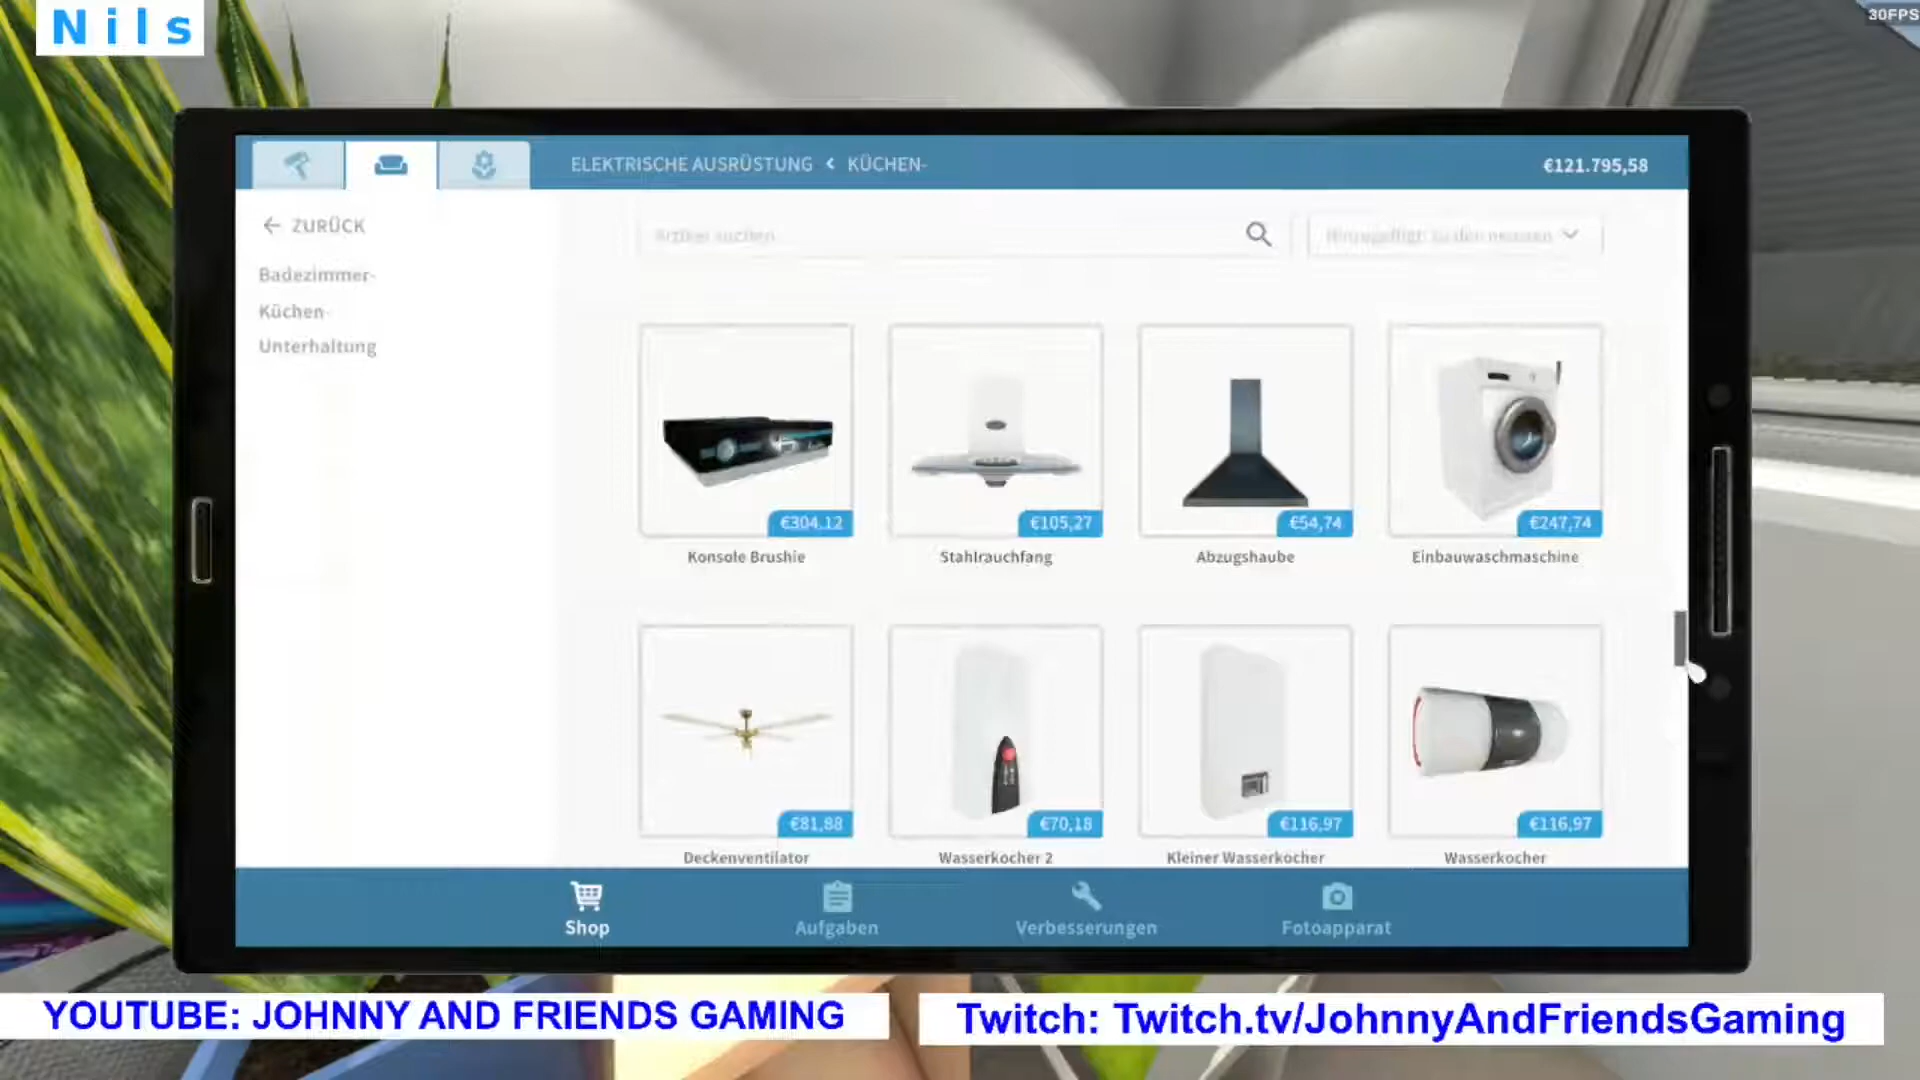 Nils
30FPS
ELEKTRISCHE AUSRÜSTUNG < KÜCHEN-
€121.795,58
← ZURÜCK
Badezimmer-
Küchen-
Unterhaltung
Artikel suchen
€304,12
€105,27
€54,74
€247,74
Konsole Brushie
Stahlrauchfang
Abzugshaube
Einbauwaschmaschine
€81,88
€70,18
€116,97
€116,97
Deckenventilator
Wasserkocher 2
Kleiner Wasserkocher
Wasserkocher
Shop
Aufgaben
Verbesserungen
Fotoapparat
YOUTUBE: JOHNNY AND FRIENDS GAMING
Twitch: Twitch.tv/JohnnyAndFriendsGaming